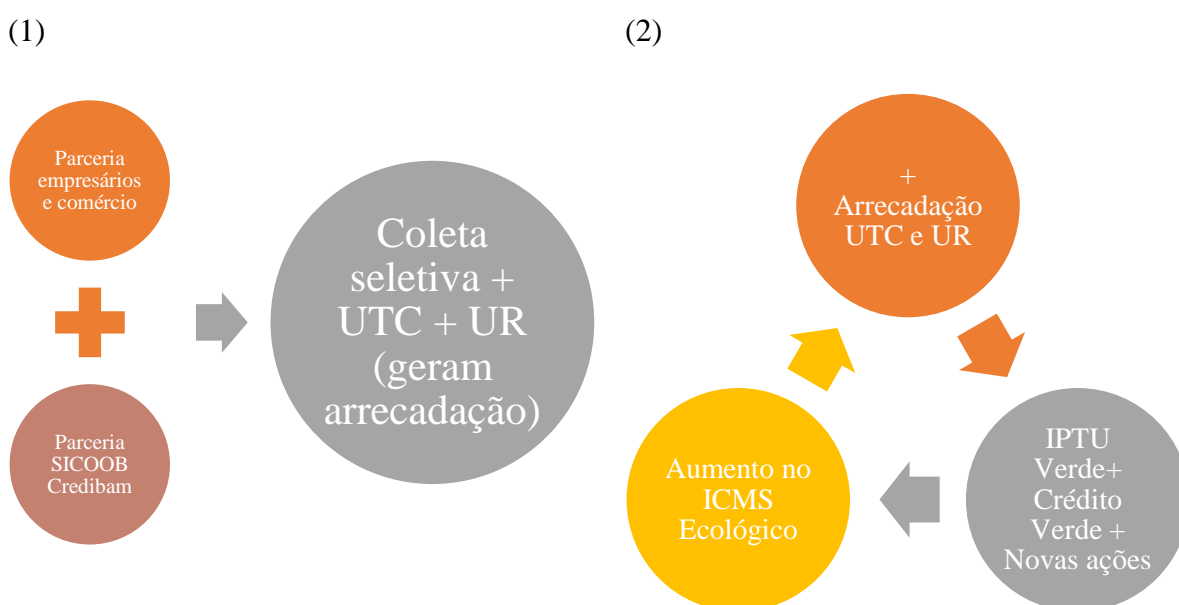 (1)
(2)
Parceria
empresários
e comércio
Parceria
SICOOB
Credibam
Coleta
seletiva +
UTC + UR
(geram
arrecadação)
+
Arrecadação
UTC e UR
IPTU
Verde+
Crédito
Verde +
Novas ações
Aumento no
ICMS
Ecológico